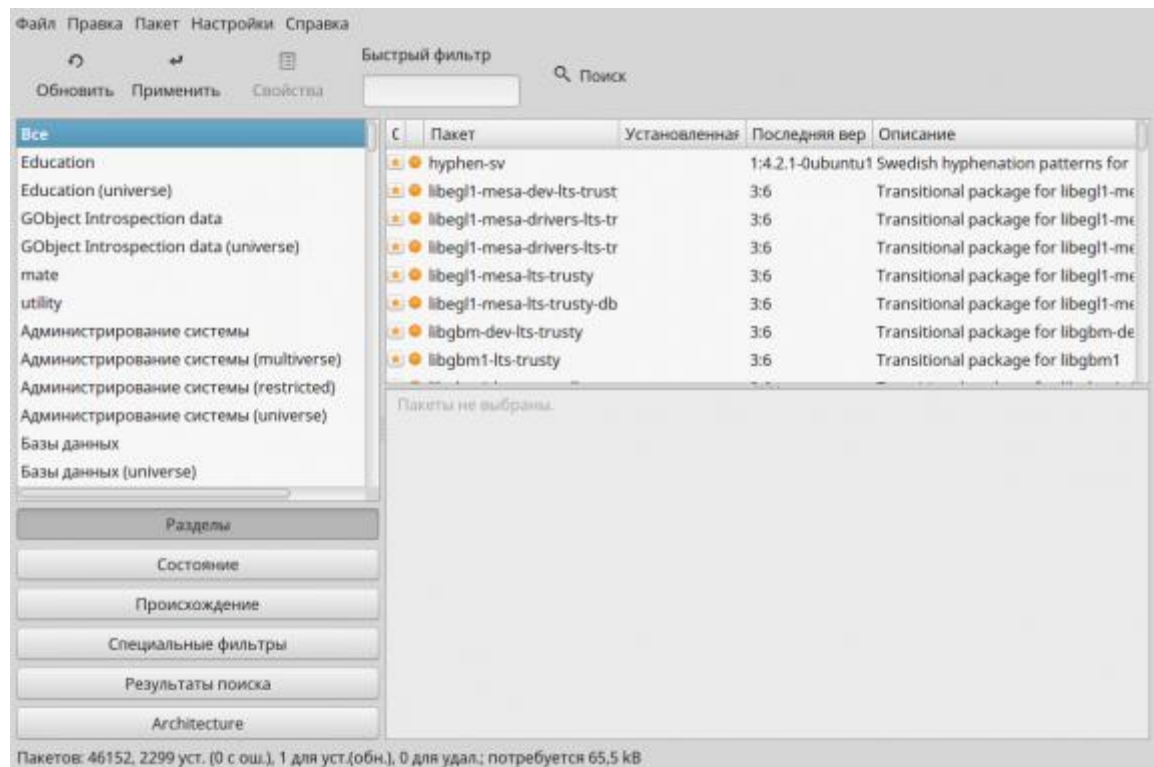 Файл Правка Пакет Настройки Справка
Обновить Применить Свойства
Быстрый фильтр
Поиск
Все
Education
Education (universe)
GObject Introspection data
GObject Introspection data (universe)
mate
utility
Администрирование системы
Администрирование системы (multiverse)
Администрирование системы (restricted)
Администрирование системы (universe)
Базы данных
Базы данных (universe)
Разделы
Состояние
Происхождение
Специальные фильтры
Результаты поиска
Architecture
С Пакет Установленная Последняя вер Описание
hyphen-sv 1:4.2.1-0ubuntu1 Swedish hyphenation patterns for
libegl1-mesa-dev-lts-trust 3:6 Transitional package for libegl1-me
libegl1-mesa-drivers-lts-tr 3:6 Transitional package for libegl1-me
libegl1-mesa-drivers-lts-tr 3:6 Transitional package for libegl1-me
libegl1-mesa-lts-trusty 3:6 Transitional package for libegl1-me
libegl1-mesa-lts-trusty-db 3:6 Transitional package for libegl1-me
libgbm-dev-lts-trusty 3:6 Transitional package for libgbm-de
libgbm1-lts-trusty 3:6 Transitional package for libgbm1
Пакеты не выбраны.
Пакетов: 46152, 2299 уст. (0 с ош.), 1 для уст.(обн.), 0 для удал.; потребуется 65,5 kB